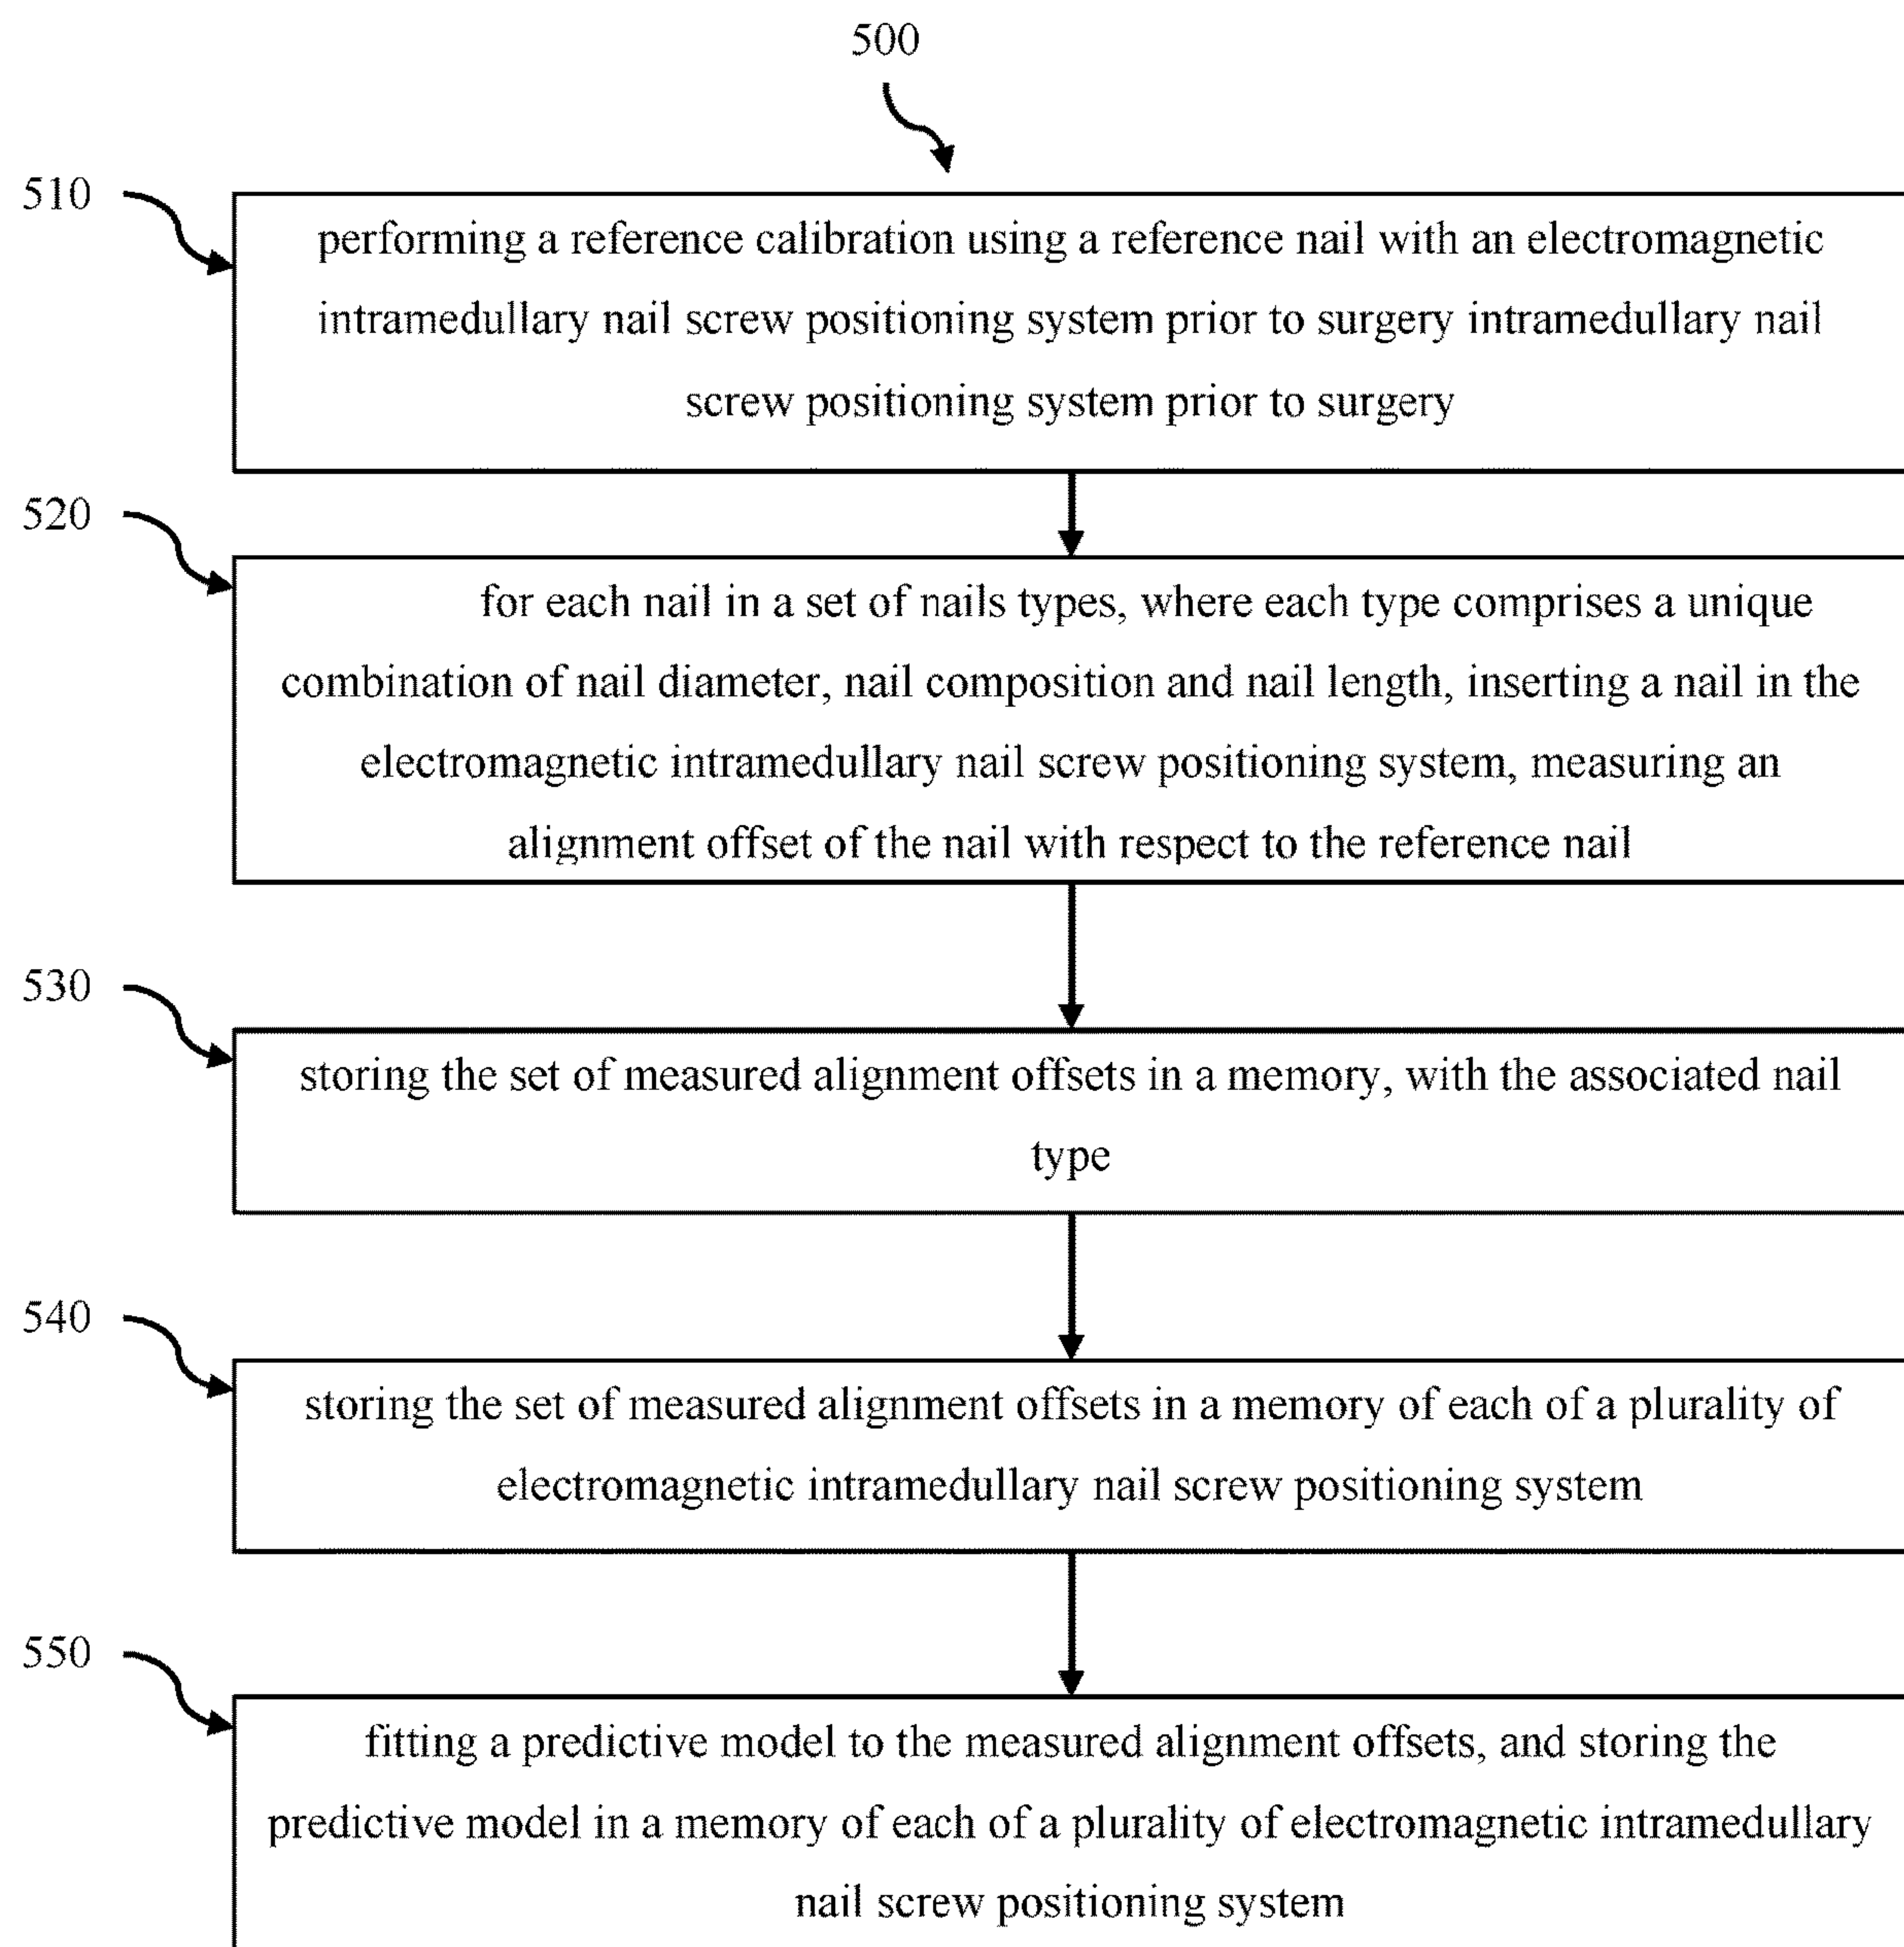 500
510
performing a reference calibration using a reference nail with an electromagnetic
intramedullary nail screw positioning system prior to surgery intramedullary nail
screw positioning system prior to surgery
520
for each nail in a set of nails types, where each type comprises a unique
combination of nail diameter, nail composition and nail length, inserting a nail in the
electromagnetic intramedullary nail screw positioning system, measuring an
alignment offset of the nail with respect to the reference nail
530
storing the set of measured alignment offsets in a memory, with the associated nail
type
540
storing the set of measured alignment offsets in a memory of each of a plurality of
electromagnetic intramedullary nail screw positioning system
550
fitting a predictive model to the measured alignment offsets, and storing the
predictive model in a memory of each of a plurality of electromagnetic intramedullary
nail screw positioning system